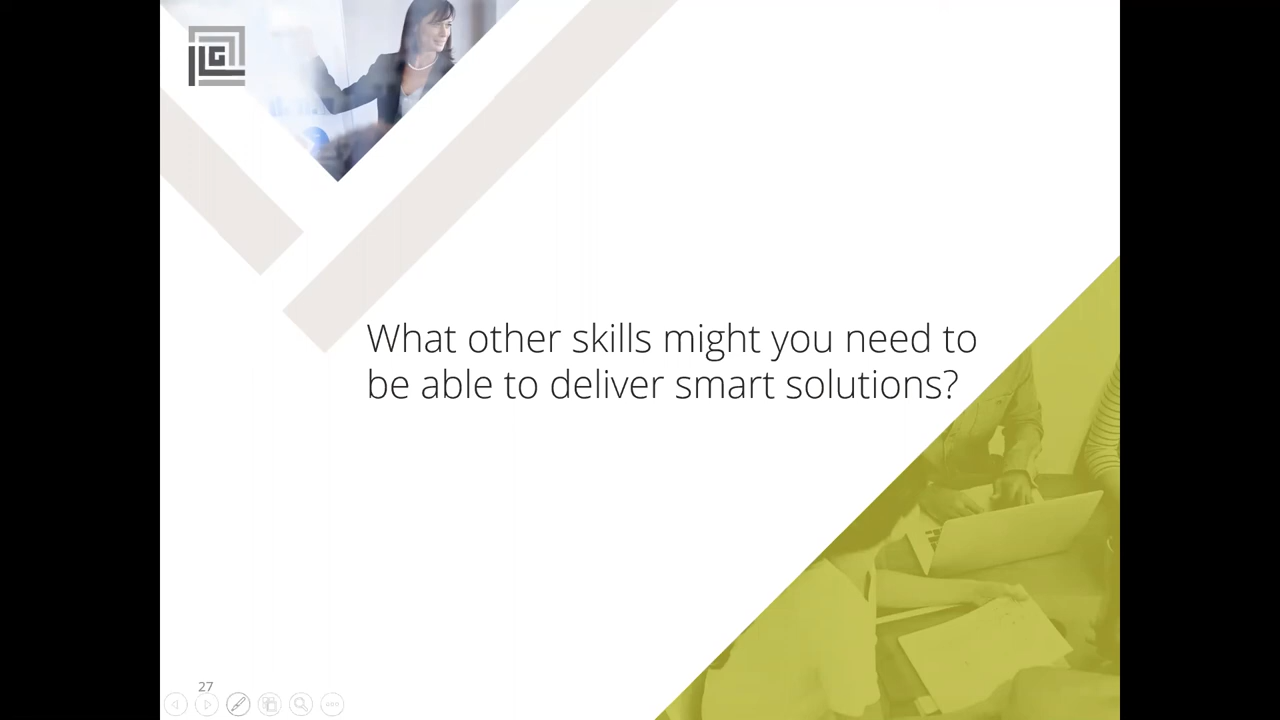 What other skills might you need to
be able to deliver smart solutions?
27